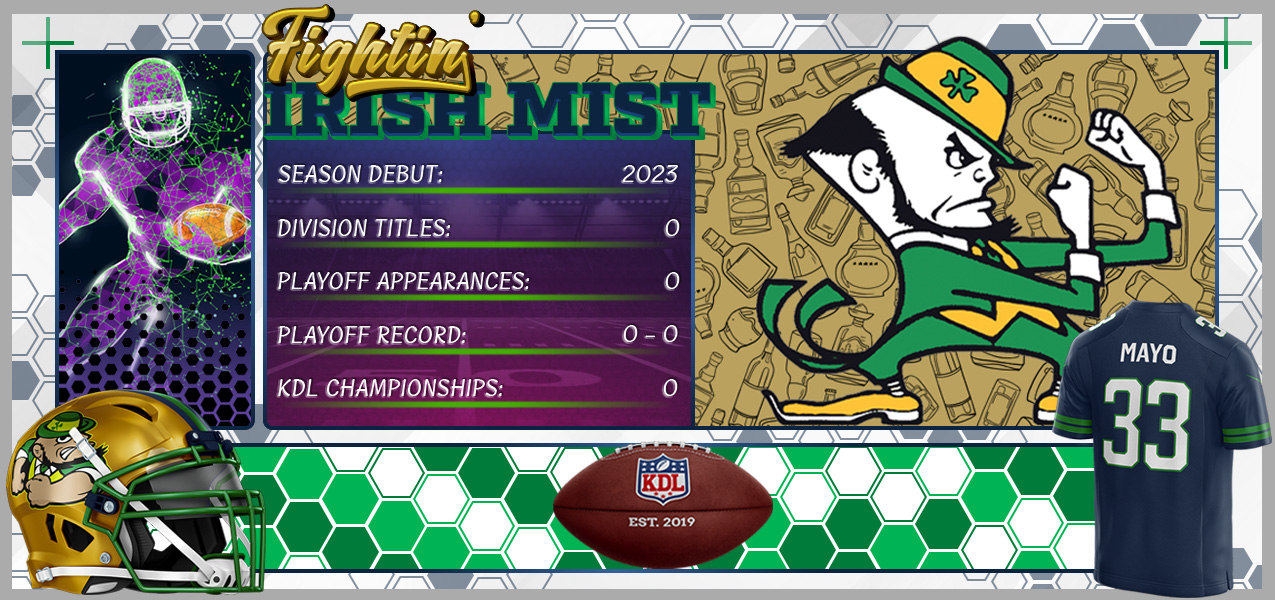 Fightin'
IRISH MIST
SEASON DEBUT: 2023
DIVISION TITLES: 0
PLAYOFF APPEARANCES: 0
PLAYOFF RECORD: 0 – 0
KDL CHAMPIONSHIPS: 0
MAYO
33
KDL
EST. 2019